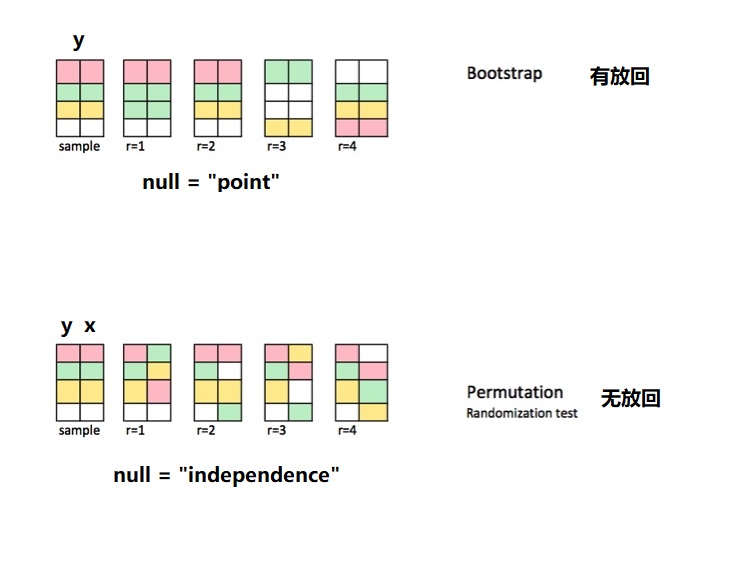 y
Bootstrap 有放回
sample r=1 r=2 r=3 r=4
null = "point"
y x
Permutation 无放回
Randomization test
sample r=1 r=2 r=3 r=4
null = "independence"